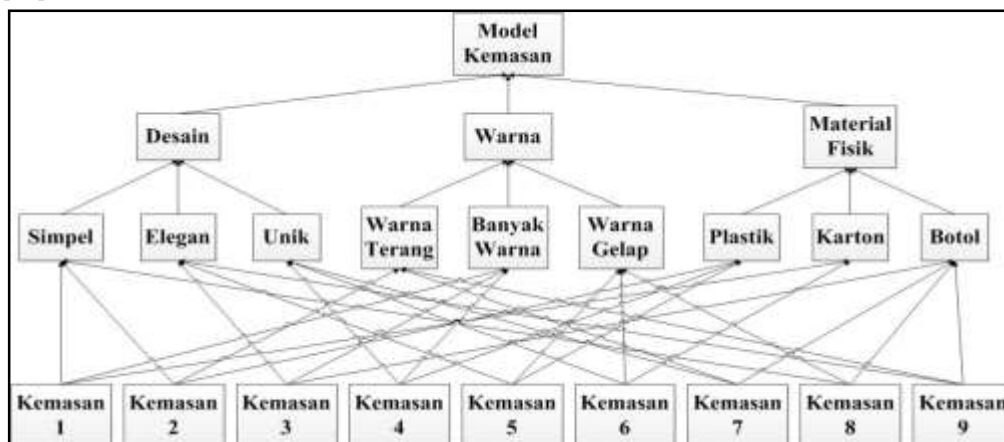 Model
Kemasan
Desain
Warna
Material
Fisik
Simpel
Elegan
Unik
Warna
Terang
Banyak
Warna
Warna
Gelap
Plastik
Karton
Botol
Kemasan
1
Kemasan
2
Kemasan
3
Kemasan
4
Kemasan
5
Kemasan
6
Kemasan
7
Kemasan
8
Kemasan
9